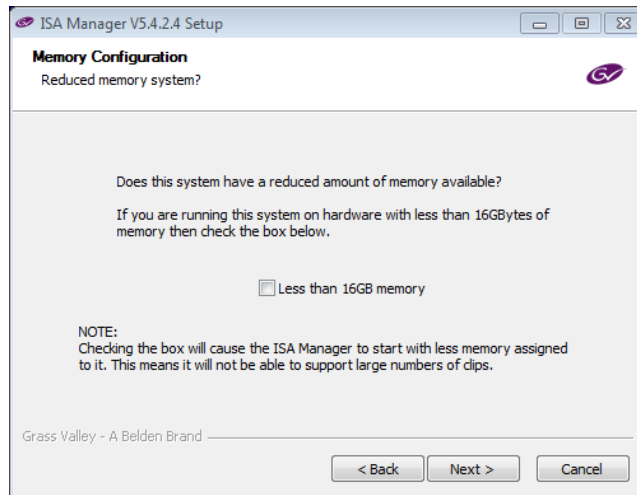 ISA Manager V5.4.2.4 Setup
Memory Configuration
Reduced memory system?
GV
Does this system have a reduced amount of memory available?
If you are running this system on hardware with less than 16GBytes of
memory then check the box below.
Less than 16GB memory
NOTE:
Checking the box will cause the ISA Manager to start with less memory assigned
to it. This means it will not be able to support large numbers of clips.
Grass Valley - A Belden Brand
< Back
Next >
Cancel